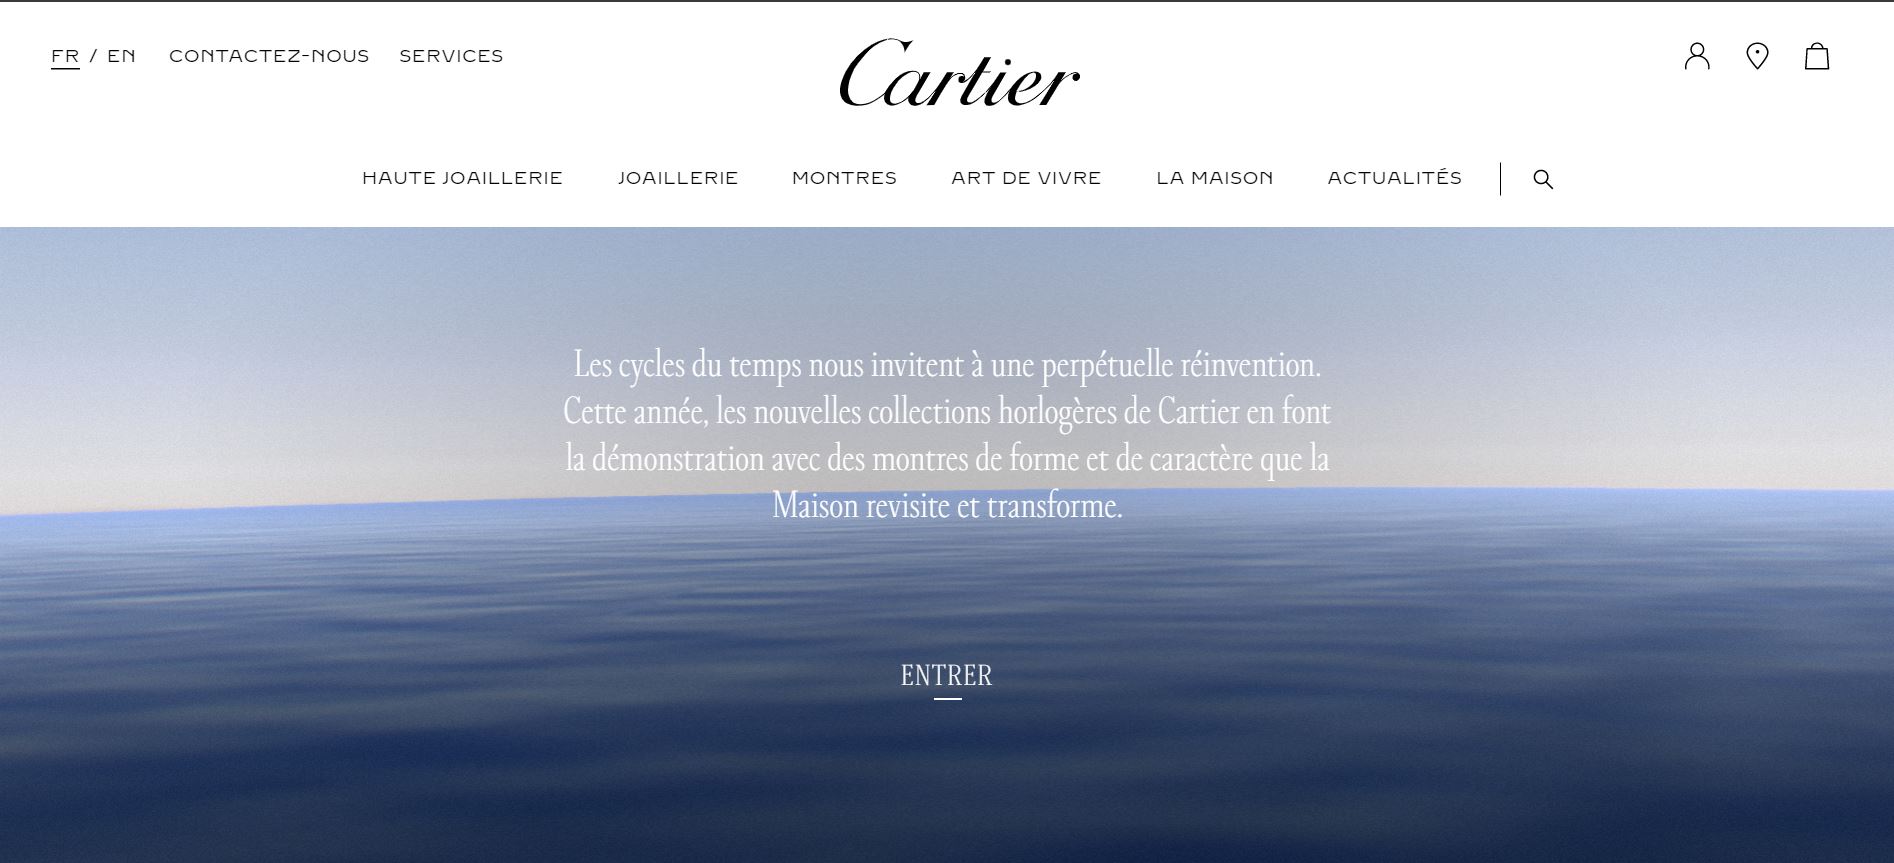 FR / EN CONTACTEZ-NOUS SERVICES
Cartier
HAUTE JOAILLERIE JOAILLERIE MONTRES ART DE VIVRE LA MAISON ACTUALITÉS
Les cycles du temps nous invitent à une perpétuelle réinvention.
Cette année, les nouvelles collections horlogères de Cartier en font
la démonstration avec des montres de forme et de caractère que la
Maison revisite et transforme.
ENTRER